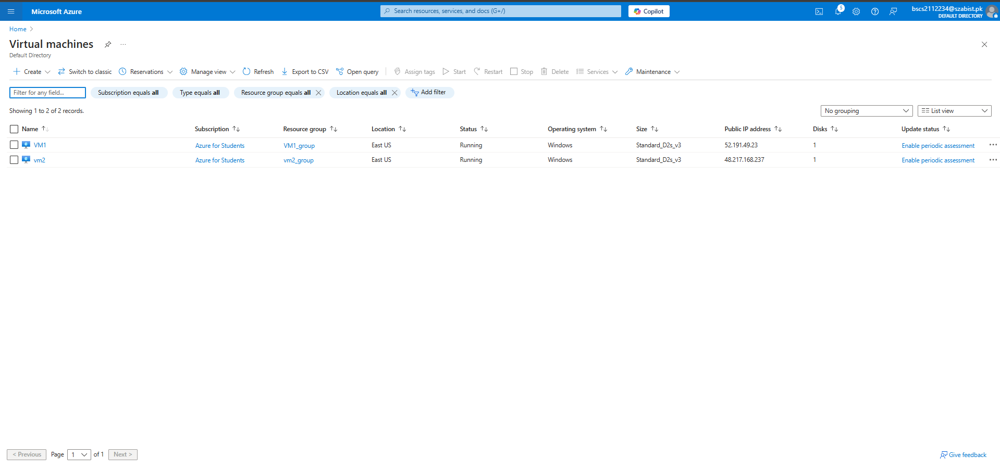 Microsoft Azure Search resources, services, and docs (G+/) Copilot 5 bscs2112234@szabist.pk
DEFAULT DIRECTORY
Home >
Virtual machines ...
Default Directory
Create Switch to classic Reservations Manage view Refresh Export to CSV Open query Assign tags Start Restart Stop Delete Services Maintenance
Filter for any field... Subscription equals all Type equals all Resource group equals all Location equals all Add filter
Showing 1 to 2 of 2 records. No grouping List view
Name Subscription Resource group Location Status Operating system Size Public IP address Disks Update status
VM1 Azure for Students VM1_group East US Running Windows Standard_D2s_v3 52.191.49.23 1 Enable periodic assessment ...
vm2 Azure for Students vm2_group East US Running Windows Standard_D2s_v3 48.217.168.237 1 Enable periodic assessment ...
< Previous Page 1 of 1 Next > Give feedback